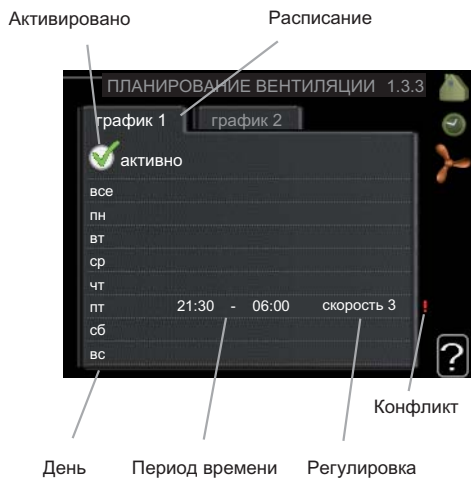 Активировано
Расписание
ПЛАНИРОВАНИЕ ВЕНТИЛЯЦИИ 1.3.3
график 1
график 2
активно
все
пн
вт
ср
чт
пт 21:30 - 06:00 скорость 3 !
сб
вс
?
Конфликт
День
Период времени
Регулировка